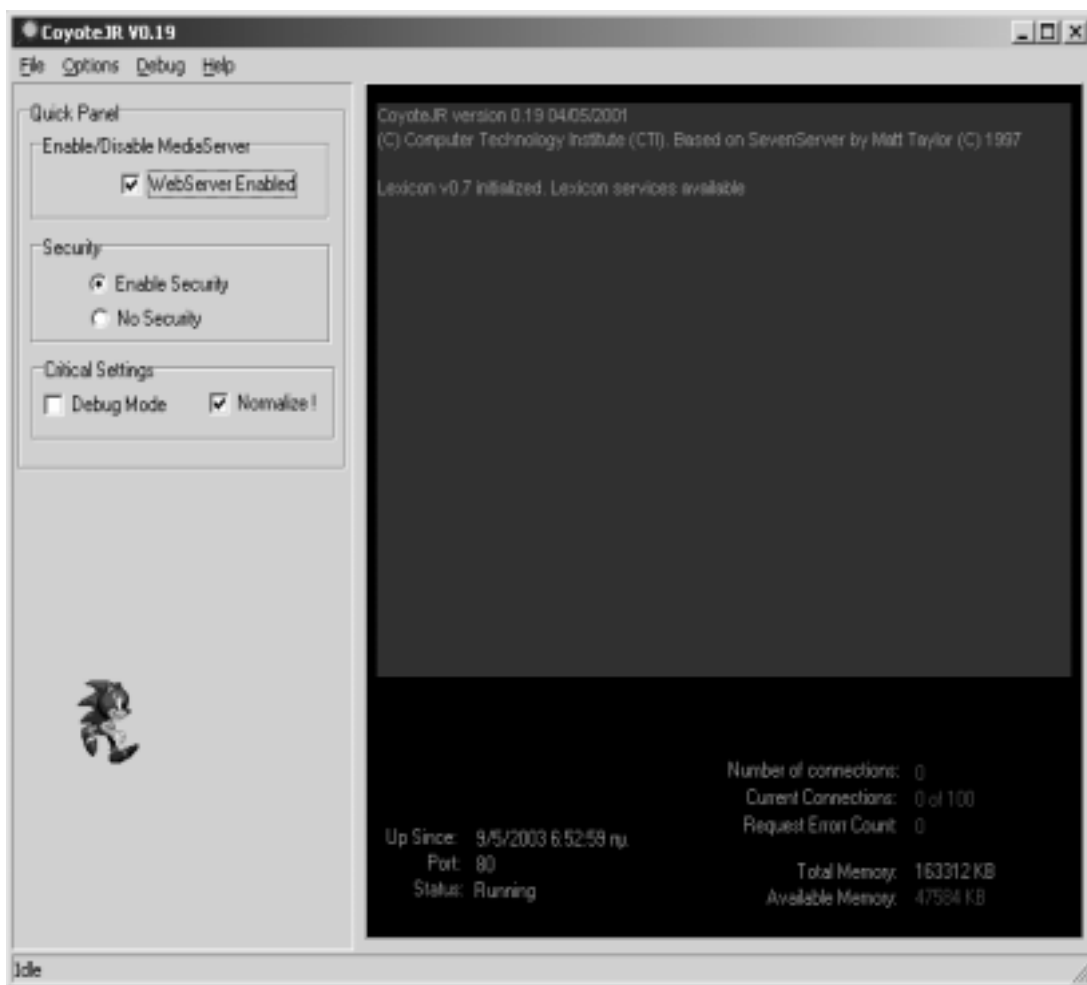 CoyoteJR V0.19
File Options Debug Help
Quick Panel
Enable/Disable MediaServer
WebServer Enabled
Security
Enable Security
No Security
Critical Settings
Debug Mode
Normalize !
CoyoteJR version 0.19 04/05/2001
(C) Computer Technology Institute (CTI). Based on SevenServer by Matt Taylor (C) 1997
Lexicon v0.7 initialized. Lexicon services available
Number of connections: 0
Current Connections: 0 of 100
Request Error Count: 0
Up Since: 9/5/2003 6:52:59 πμ.
Port: 80
Status: Running
Total Memory: 163312 KB
Available Memory: 47584 KB
Idle